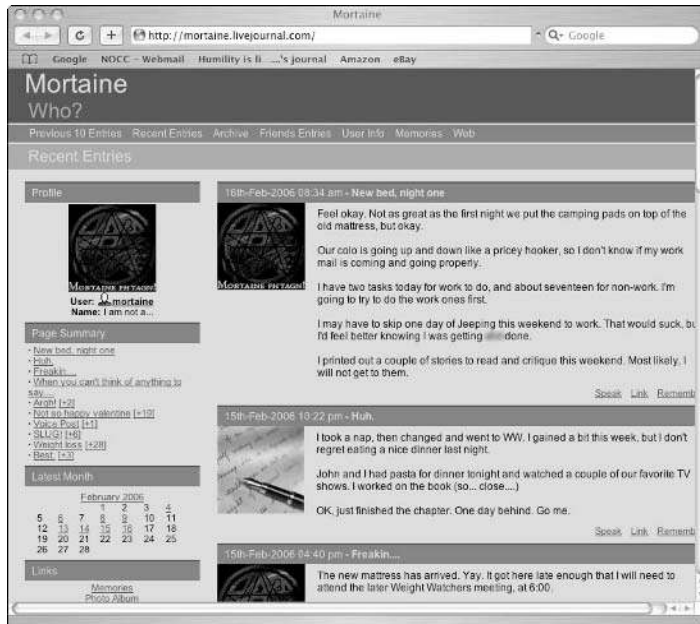 Mortaine
http://mortaine.livejournal.com/
Google
Google NOCC - Webmail Humility is li ...'s journal Amazon eBay
Mortaine
Who?
Previous 10 Entries Recent Entries Archive Friends Entries User Info Memories Web
Recent Entries
Profile
MORTAINE PH'TAGN!
User: mortaine
Name: I am not a...
Page Summary
· New bed, night one
· Huh.
· Freakin....
· When you can't think of anything to
say....
· Argh! [+2]
· Not so happy valentine [+19]
· Voice Post [+1]
· SLUG! [+6]
· Weight loss [+28]
· Best. [+3]
Latest Month
February 2006
1 2 3 4
5 6 7 8 9 10 11
12 13 14 15 16 17 18
19 20 21 22 23 24 25
26 27 28
Links
Memories
Photo Album
16th-Feb-2006 08:34 am - New bed, night one
MORTAINE PH'TAGN!
Feel okay. Not as great as the first night we put the camping pads on top of the
old mattress, but okay.
Our colo is going up and down like a pricey hooker, so I don't know if my work
mail is coming and going properly.
I have two tasks today for work to do, and about seventeen for non-work. I'm
going to try to do the work ones first.
I may have to skip one day of Jeeping this weekend to work. That would suck, bu
I'd feel better knowing I was getting done.
I printed out a couple of stories to read and critique this weekend. Most likely, I
will not get to them.
Speak Link Rememb
15th-Feb-2006 10:22 pm - Huh.
I took a nap, then changed and went to WW. I gained a bit this week, but I don't
regret eating a nice dinner last night.
John and I had pasta for dinner tonight and watched a couple of our favorite TV
shows. I worked on the book (so... close....)
OK, just finished the chapter. One day behind. Go me.
Speak Link Rememb
15th-Feb-2006 04:40 pm - Freakin....
The new mattress has arrived. Yay. It got here late enough that I will need to
attend the later Weight Watchers meeting, at 6:00.